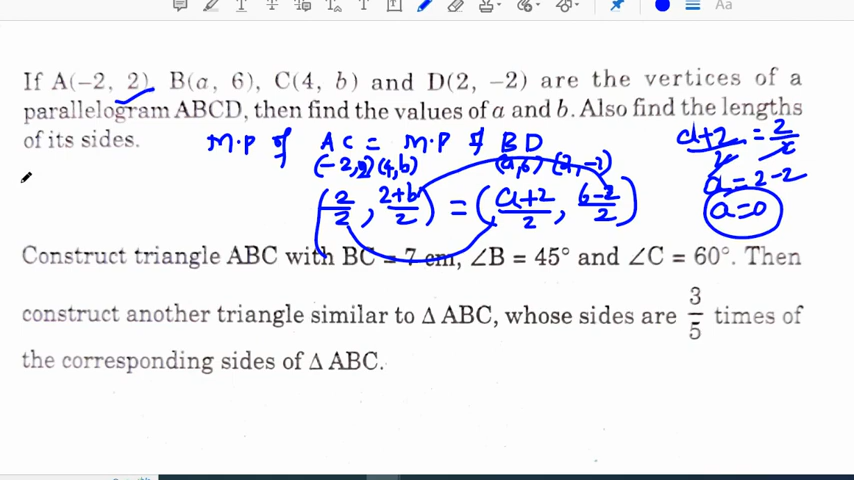 If A(−2, 2), B(a, 6), C(4, b) and D(2, −2) are the vertices of a
parallelogram ABCD, then find the values of a and b. Also find the lengths
of its sides.
M.P of AC = M.P of BD
(-2,2) (4,b) (a,6) (2,-2)
(2/2, 2+b/2) = (a+2/2, 6-2/2)
a+2/2 = 2/2
a = 2-2
a=0
Construct triangle ABC with BC = 7 cm, ∠B = 45° and ∠C = 60°. Then
construct another triangle similar to Δ ABC, whose sides are 3/5 times of
the corresponding sides of Δ ABC.